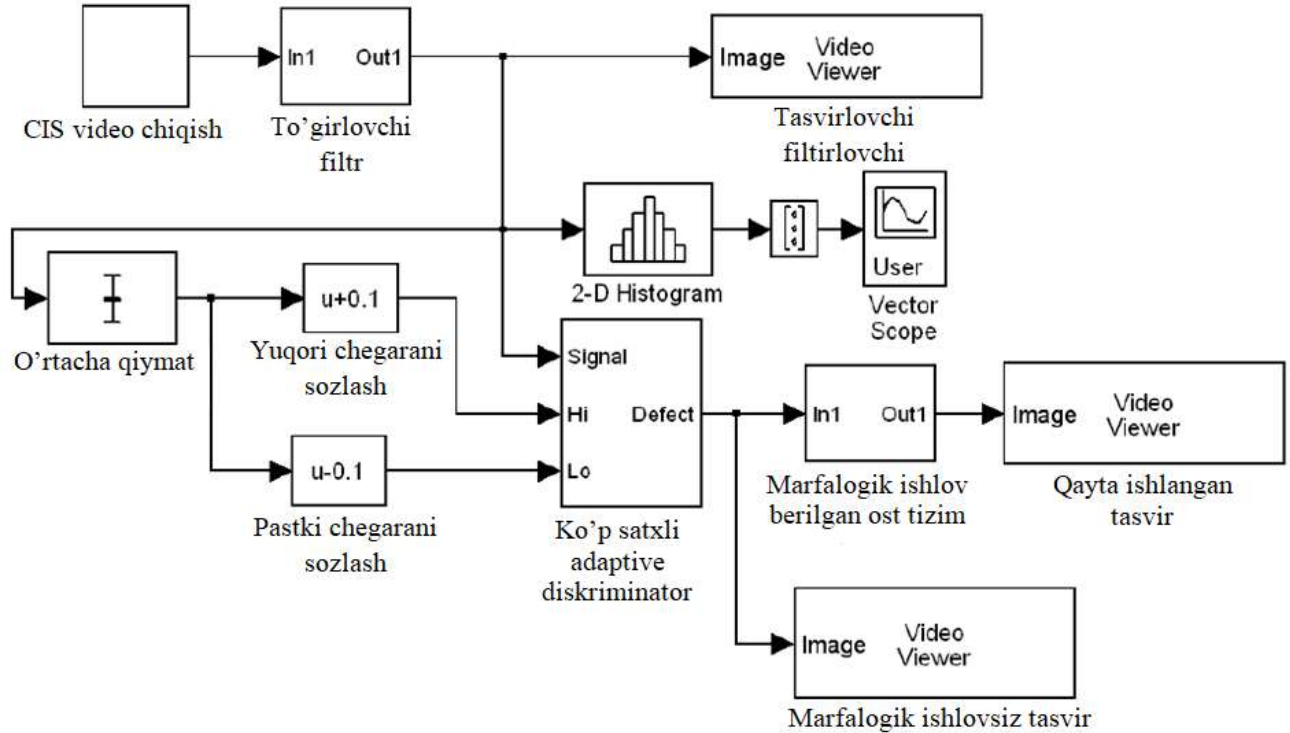 In1 Out1
Image Video
Viewer
CIS video chiqish
To’girlovchi
filtr
Tasvirlovchi
filtirlovchi
User
2-D Histogram
Vector
Scope
u+0.1
O’rtacha qiymat
Yuqori chegarani
sozlash
Signal
Hi Defect
Lo
u-0.1
Pastki chegarani
sozlash
Ko’p satxli
adaptive
diskriminator
In1 Out1
Marfalogik ishlov
berilgan ost tizim
Image Video
Viewer
Qayta ishlangan
tasvir
Image Video
Viewer
Marfalogik ishlovsiz tasvir